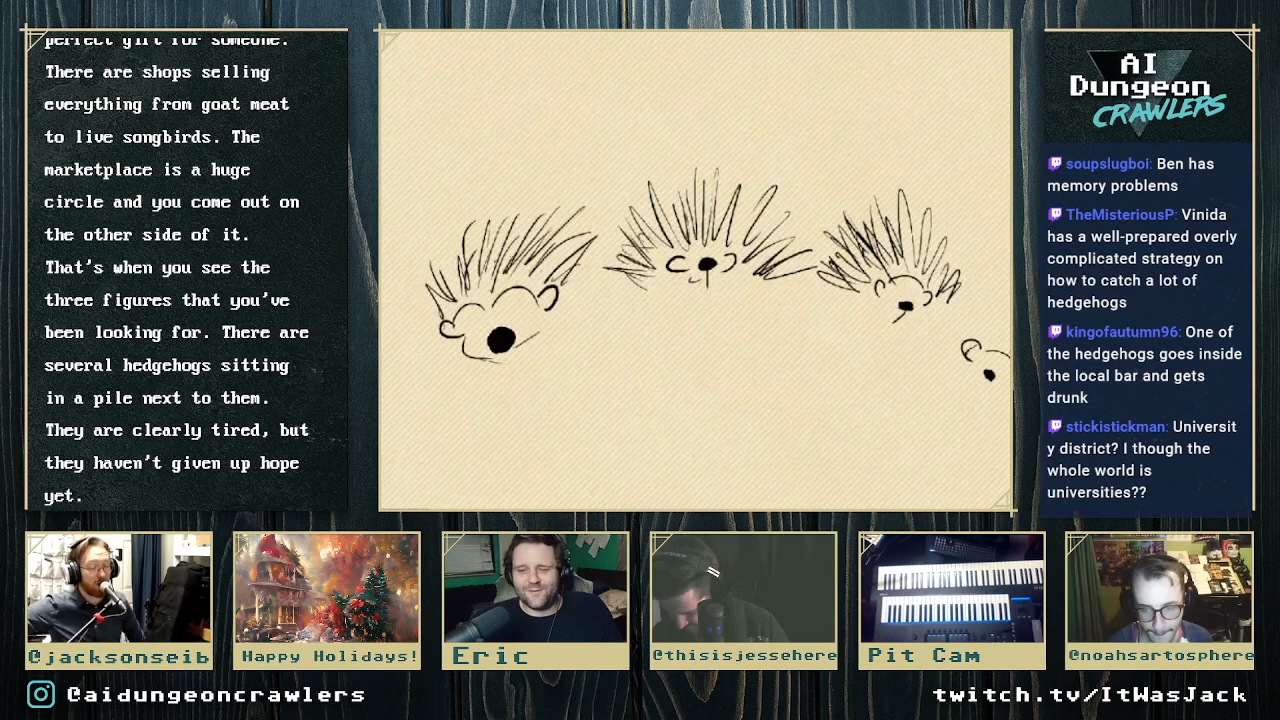 perfect gift for someone.
There are shops selling
everything from goat meat
to live songbirds. The
marketplace is a huge
circle and you come out on
the other side of it.
That's when you see the
three figures that you've
been looking for. There are
several hedgehogs sitting
in a pile next to them.
They are clearly tired, but
they haven't given up hope
yet.
AI
Dungeon
CRAWLERS
soupslugboi: Ben has
memory problems
TheMisteriousP: Vinida
has a well-prepared overly
complicated strategy on
how to catch a lot of
hedgehogs
kingofautumn96: One of
the hedgehogs goes inside
the local bar and gets
drunk
stickistickman: Universit
y district? I though the
whole world is
universities??
@jacksonseib
Happy Holidays!
Eric
@thisisjessehere
Pit Cam
@noahsartosphere
@aidungeoncrawlers
twitch.tv/ItWasJack